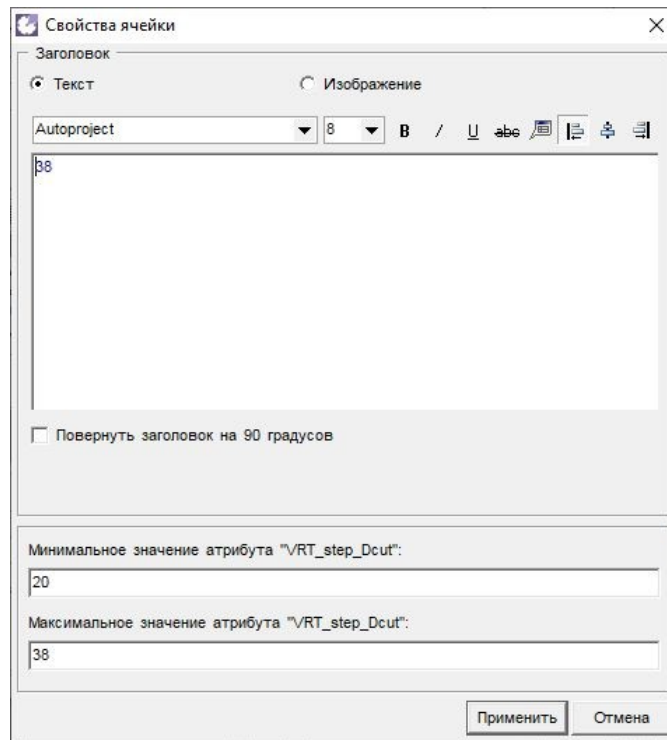 Свойства ячейки
Заголовок
Текст
Изображение
Autoproject
8
B / U abc
38
Повернуть заголовок на 90 градусов
Минимальное значение атрибута "VRT_step_Dcut":
20
Максимальное значение атрибута "VRT_step_Dcut":
38
Применить
Отмена